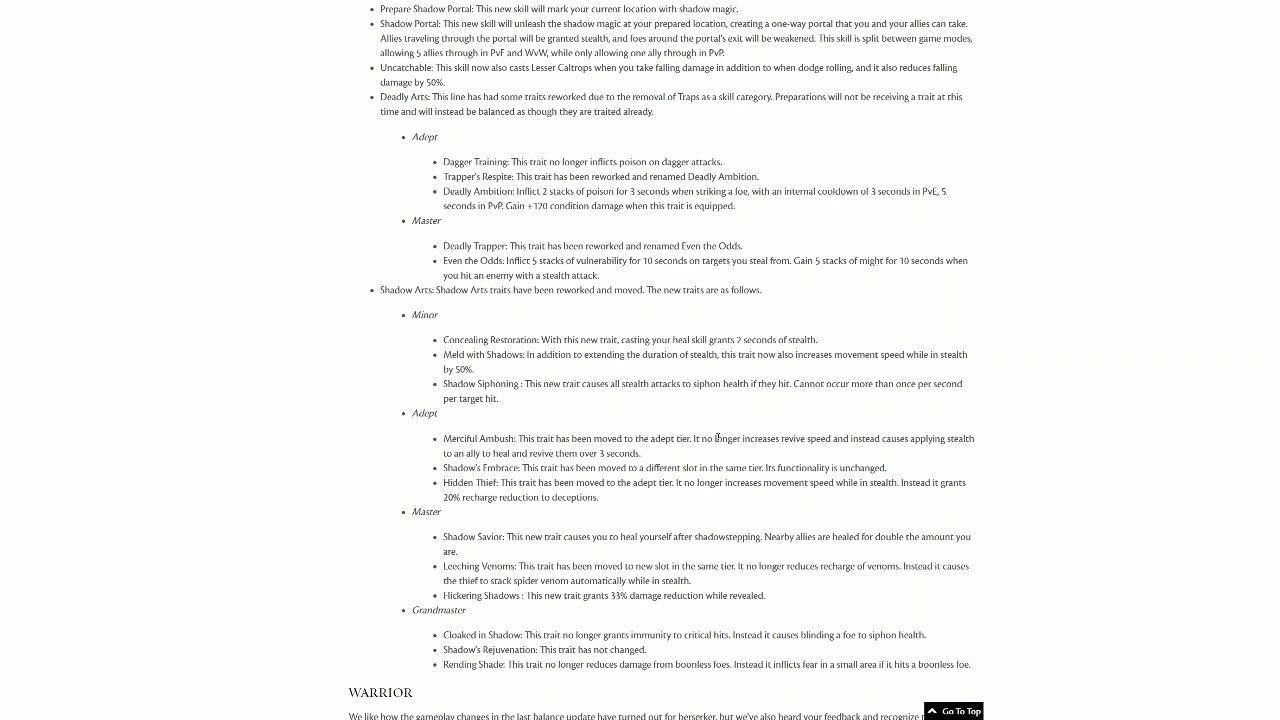 Prepare Shadow Portal: This new skill will mark your current location with shadow magic.
Shadow Portal: This new skill will unleash the shadow magic at your prepared location, creating a one-way portal that you and your allies can take.
Allies traveling through the portal will be granted stealth, and foes around the portal's exit will be weakened. This skill is split between game modes,
allowing 5 allies through in PvE and WvW, while only allowing one ally through in PvP.
Uncatchable: This skill now also casts Lesser Caltrops when you take falling damage in addition to when dodge rolling, and it also reduces falling
damage by 50%.
Deadly Arts: This line has had some traits reworked due to the removal of Traps as a skill category. Preparations will not be receiving a trait at this
time and will instead be balanced as though they are traited already.
Adept
Dagger Training: This trait no longer inflicts poison on dagger attacks.
Trapper's Respite: This trait has been reworked and renamed Deadly Ambition.
Deadly Ambition: Inflict 2 stacks of poison for 3 seconds when striking a foe, with an internal cooldown of 3 seconds in PvE, 5
seconds in PvP. Gain +120 condition damage when this trait is equipped.
Master
Deadly Trapper: This trait has been reworked and renamed Even the Odds.
Even the Odds: Inflict 5 stacks of vulnerability for 10 seconds on targets you steal from. Gain 5 stacks of might for 10 seconds when
you hit an enemy with a stealth attack.
Shadow Arts: Shadow Arts traits have been reworked and moved. The new traits are as follows.
Minor
Concealing Restoration: With this new trait, casting your heal skill grants 2 seconds of stealth.
Meld with Shadows: In addition to extending the duration of stealth, this trait now also increases movement speed while in stealth
by 50%.
Shadow Siphoning : This new trait causes all stealth attacks to siphon health if they hit. Cannot occur more than once per second
per target hit.
Adept
Merciful Ambush: This trait has been moved to the adept tier. It no longer increases revive speed and instead causes applying stealth
to an ally to heal and revive them over 3 seconds.
Shadow's Embrace: This trait has been moved to a different slot in the same tier. Its functionality is unchanged.
Hidden Thief: This trait has been moved to the adept tier. It no longer increases movement speed while in stealth. Instead it grants
20% recharge reduction to deceptions.
Master
Shadow Savior: This new trait causes you to heal yourself after shadowstepping. Nearby allies are healed for double the amount you
are.
Leeching Venoms: This trait has been moved to new slot in the same tier. It no longer reduces recharge of venoms. Instead it causes
the thief to stack spider venom automatically while in stealth.
Hickering Shadows : This new trait grants 33% damage reduction while revealed.
Grandmaster
Cloaked in Shadow: This trait no longer grants immunity to critical hits. Instead it causes blinding a foe to siphon health.
Shadow's Rejuvenation: This trait has not changed.
Rending Shade: This trait no longer reduces damage from boonless foes. Instead it inflicts fear in a small area if it hits a boonless foe.
WARRIOR
We like how the gameplay changes in the last balance update have turned out for berserker, but we've also heard your feedback and recognize
Go To Top